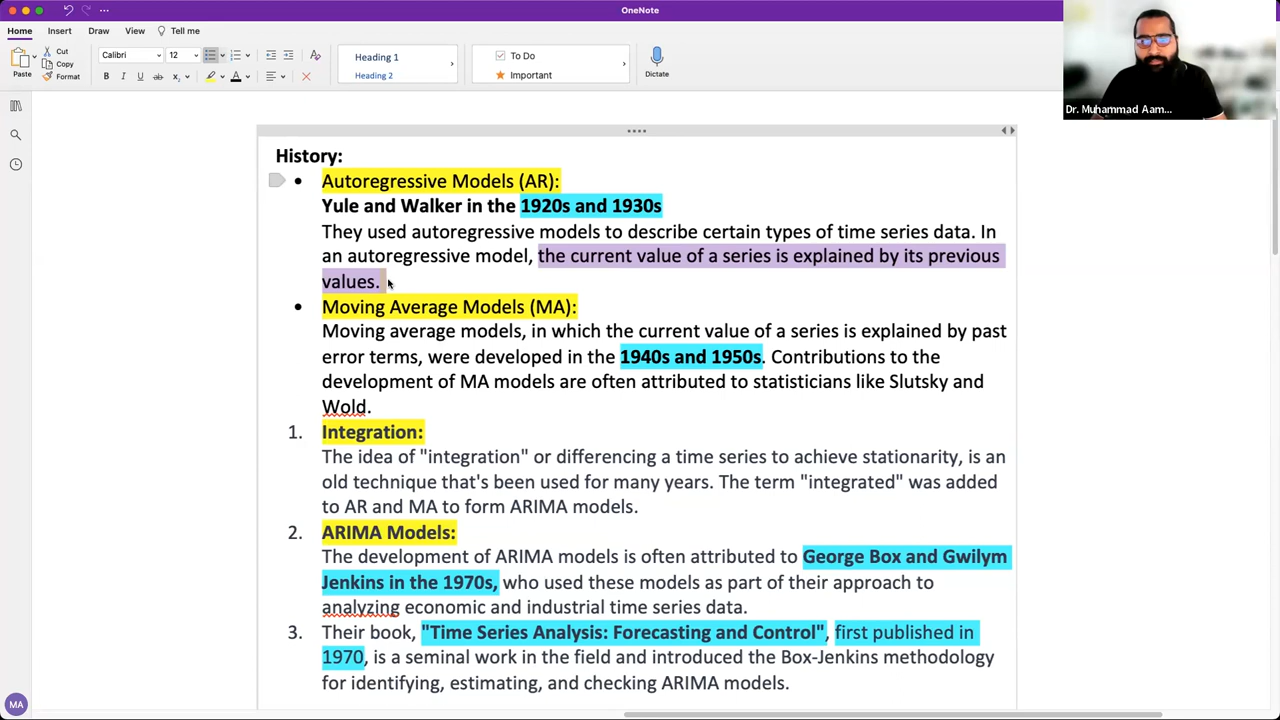 OneNote
Home Insert Draw View Tell me
Paste
Cut
Copy
Format
Calibri 12
B I U ab x
Heading 1
Heading 2
To Do
Important
Dictate
Dr. Muhammad Aam...
History:
• Autoregressive Models (AR):
Yule and Walker in the 1920s and 1930s
They used autoregressive models to describe certain types of time series data. In
an autoregressive model, the current value of a series is explained by its previous
values.
• Moving Average Models (MA):
Moving average models, in which the current value of a series is explained by past
error terms, were developed in the 1940s and 1950s. Contributions to the
development of MA models are often attributed to statisticians like Slutsky and
Wold.
1. Integration:
The idea of "integration" or differencing a time series to achieve stationarity, is an
old technique that's been used for many years. The term "integrated" was added
to AR and MA to form ARIMA models.
2. ARIMA Models:
The development of ARIMA models is often attributed to George Box and Gwilym
Jenkins in the 1970s, who used these models as part of their approach to
analyzing economic and industrial time series data.
3. Their book, "Time Series Analysis: Forecasting and Control", first published in
1970, is a seminal work in the field and introduced the Box-Jenkins methodology
for identifying, estimating, and checking ARIMA models.
MA